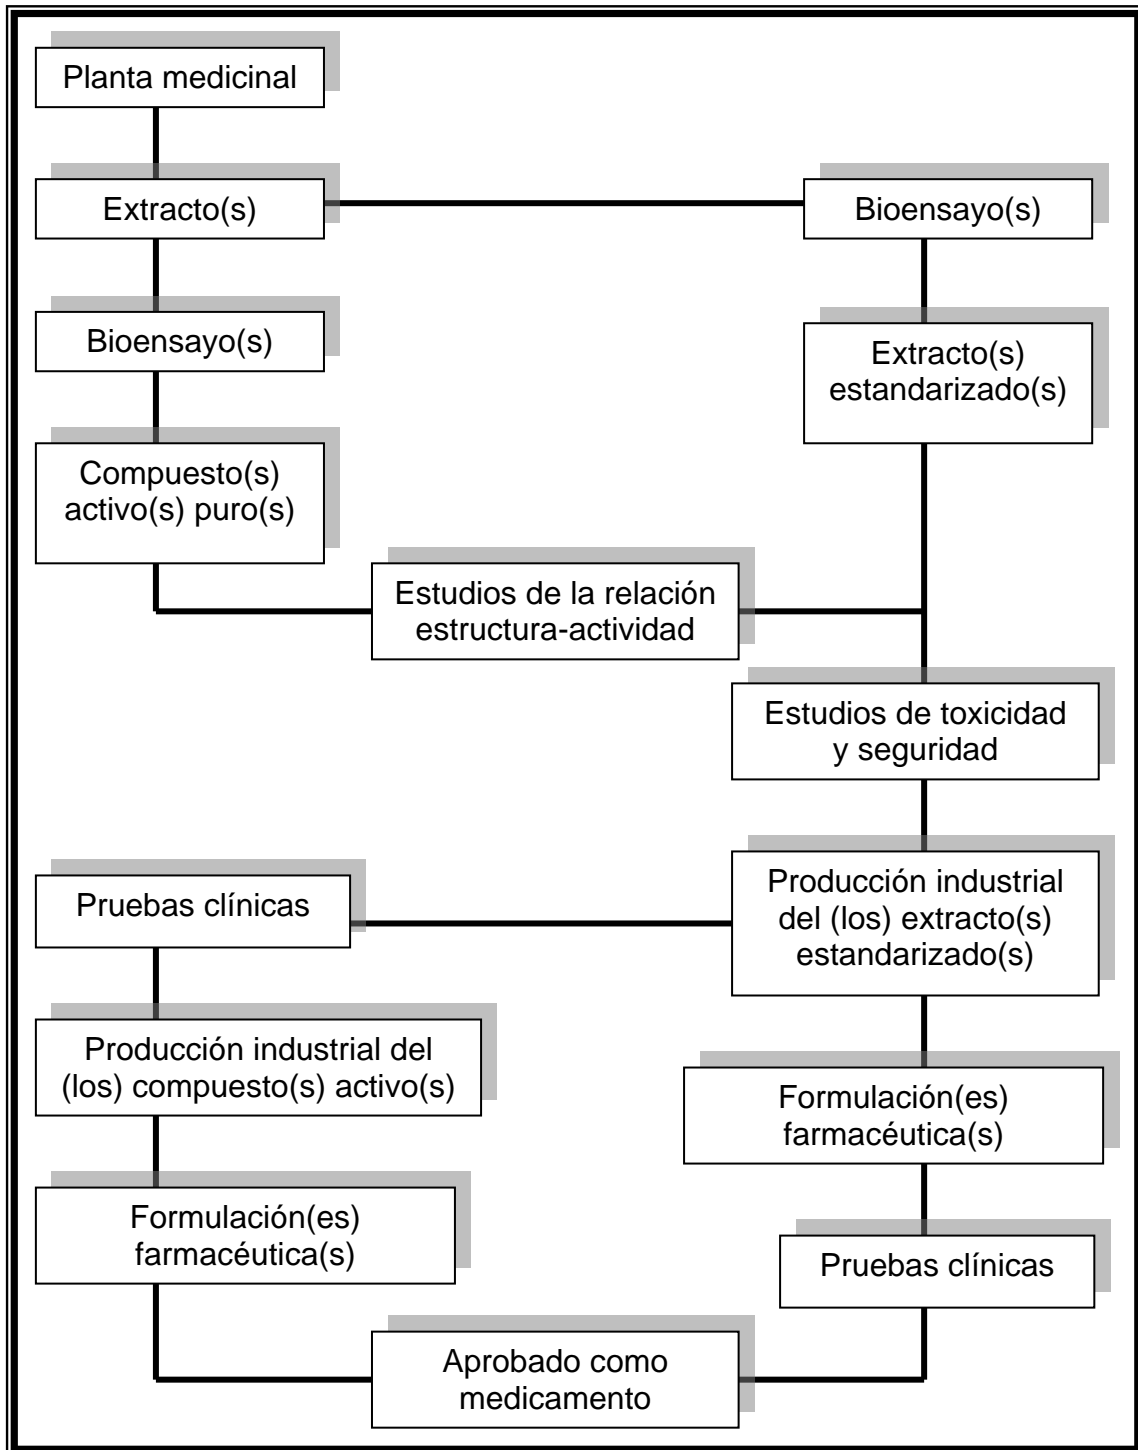 Planta medicinal
Extracto(s)
Bioensayo(s)
Bioensayo(s)
Extracto(s)
estandarizado(s)
Compuesto(s)
activo(s) puro(s)
Estudios de la relación
estructura-actividad
Estudios de toxicidad
y seguridad
Producción industrial
del (los) extracto(s)
estandarizado(s)
Pruebas clínicas
Producción industrial del
(los) compuesto(s) activo(s)
Formulación(es)
farmacéutica(s)
Formulación(es)
farmacéutica(s)
Pruebas clínicas
Aprobado como
medicamento